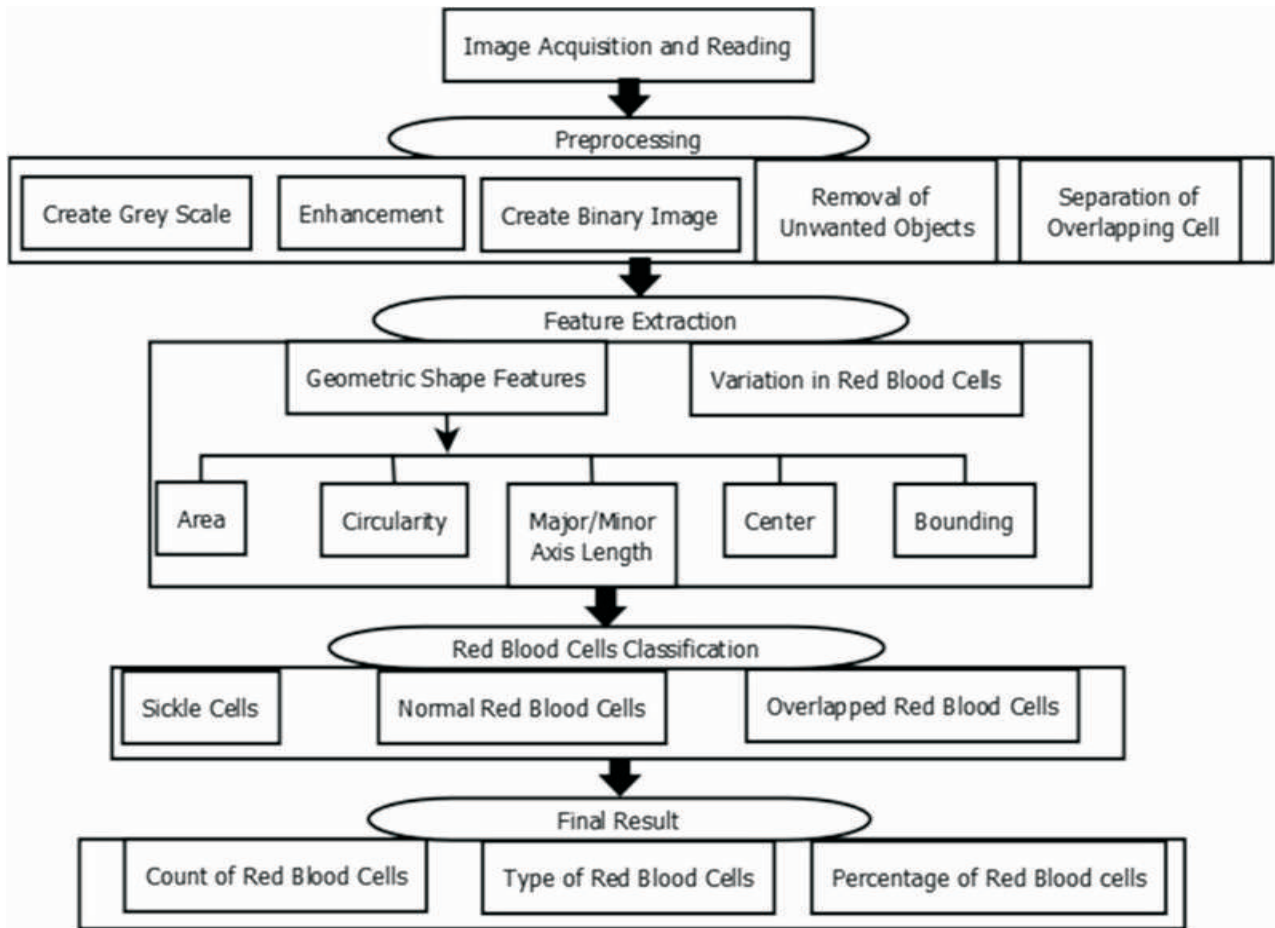 Image Acquisition and Reading
Preprocessing
Create Grey Scale
Enhancement
Create Binary Image
Removal of
Unwanted Objects
Separation of
Overlapping Cell
Feature Extraction
Geometric Shape Features
Variation in Red Blood Cells
Area
Circularity
Major/Minor
Axis Length
Center
Bounding
Red Blood Cells Classification
Sickle Cells
Normal Red Blood Cells
Overlapped Red Blood Cells
Final Result
Count of Red Blood Cells
Type of Red Blood Cells
Percentage of Red Blood cells